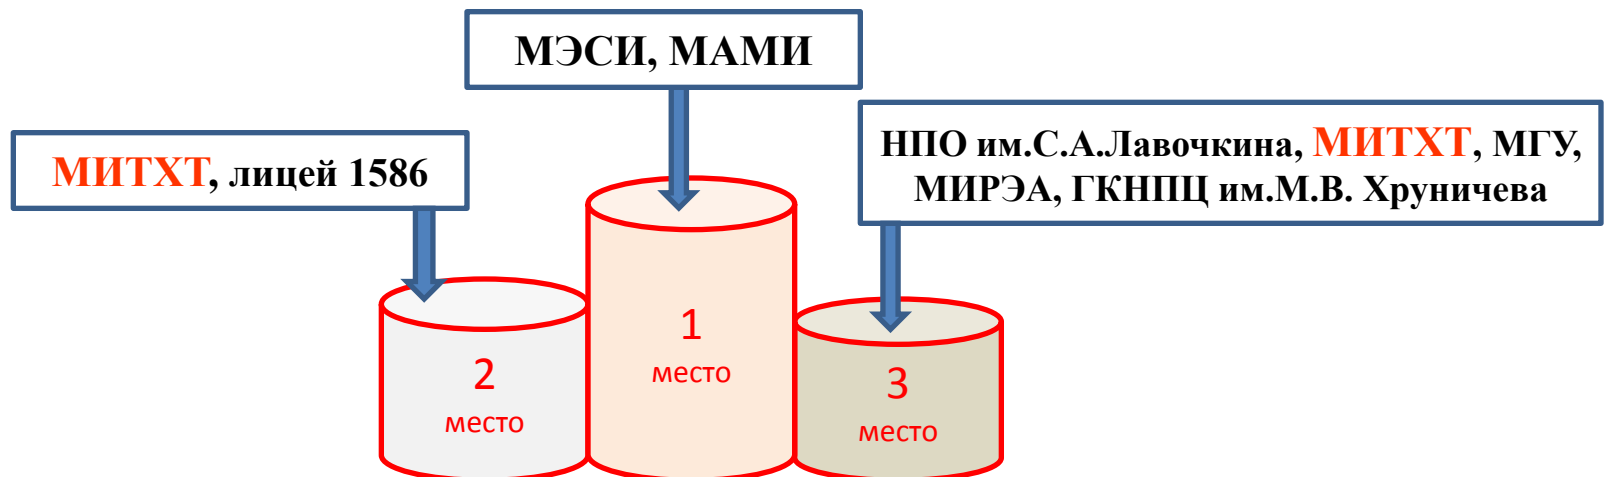 МЭСИ, МАМИ
МИТХТ, лицей 1586
НПО им.С.А.Лавочкина, МИТХТ, МГУ,
МИРЭА, ГКНПЦ им.М.В. Хруничева
1
место
2
место
3
место